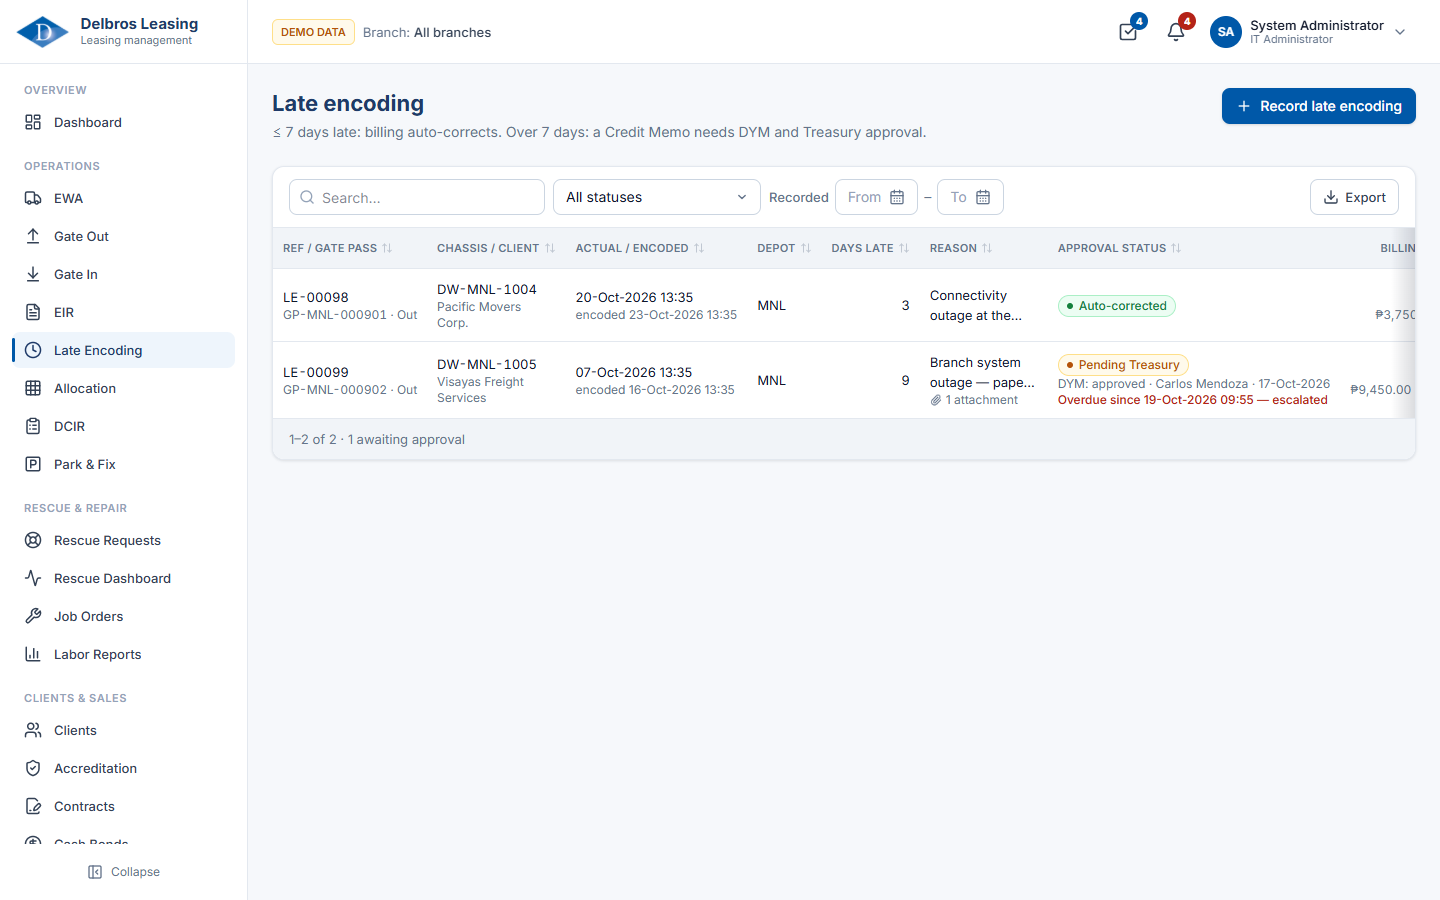 Delbros Leasing
Leasing management
DEMO DATA
Branch: All branches
4
4
SA
System Administrator
IT Administrator
OVERVIEW
Dashboard
OPERATIONS
EWA
Gate Out
Gate In
EIR
Late Encoding
Allocation
DCIR
Park & Fix
RESCUE & REPAIR
Rescue Requests
Rescue Dashboard
Job Orders
Labor Reports
CLIENTS & SALES
Clients
Accreditation
Contracts
Cash Bonds
Collapse
Late encoding
≤ 7 days late: billing auto-corrects. Over 7 days: a Credit Memo needs DYM and Treasury approval.
Record late encoding
Search...
All statuses
Recorded
From
–
To
Export
REF / GATE PASS
CHASSIS / CLIENT
ACTUAL / ENCODED
DEPOT
DAYS LATE
REASON
APPROVAL STATUS
BILLIN
LE-00098
GP-MNL-000901 · Out
DW-MNL-1004
Pacific Movers
Corp.
20-Oct-2026 13:35
encoded 23-Oct-2026 13:35
MNL
3
Connectivity
outage at the...
Auto-corrected
₱3,750
LE-00099
GP-MNL-000902 · Out
DW-MNL-1005
Visayas Freight
Services
07-Oct-2026 13:35
encoded 16-Oct-2026 13:35
MNL
9
Branch system
outage — pape...
1 attachment
Pending Treasury
DYM: approved · Carlos Mendoza · 17-Oct-2026
Overdue since 19-Oct-2026 09:55 — escalated
₱9,450.00
1–2 of 2 · 1 awaiting approval